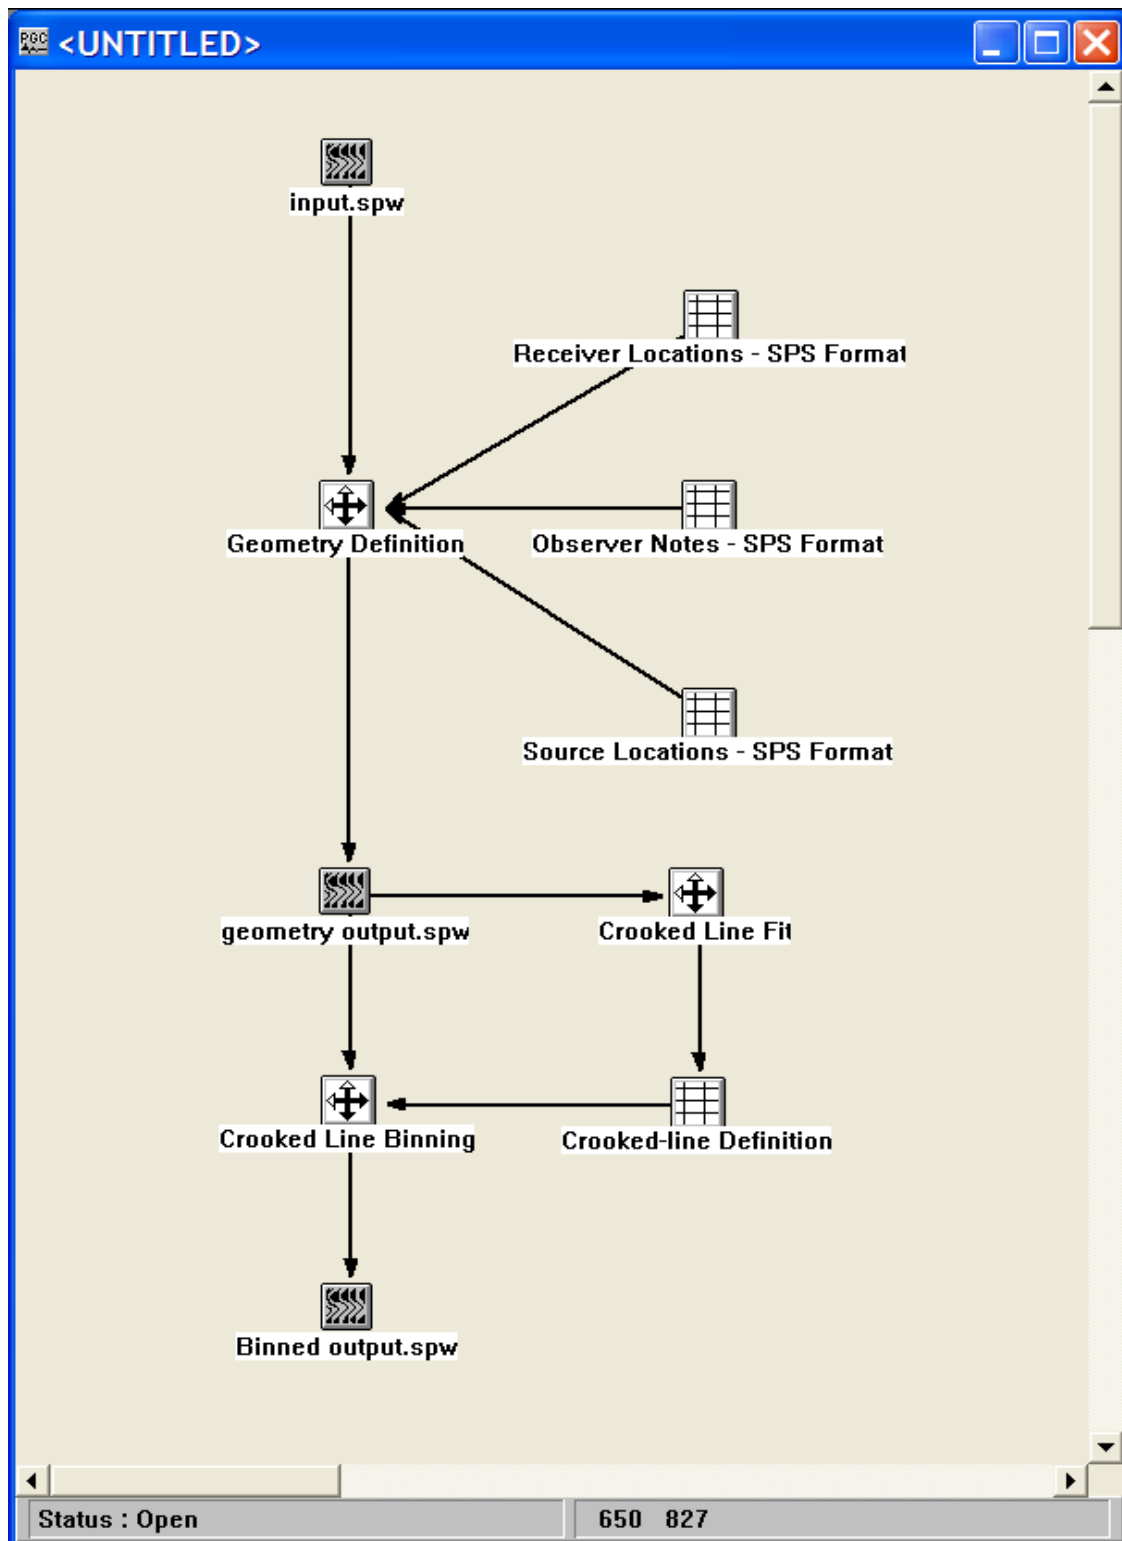 PGC
<UNTITLED>
input.spw
Receiver Locations - SPS Format
Geometry Definition
Observer Notes - SPS Format
Source Locations - SPS Format
geometry output.spw
Crooked Line Fit
Crooked Line Binning
Crooked-line Definition
Binned output.spw
Status : Open
650 827